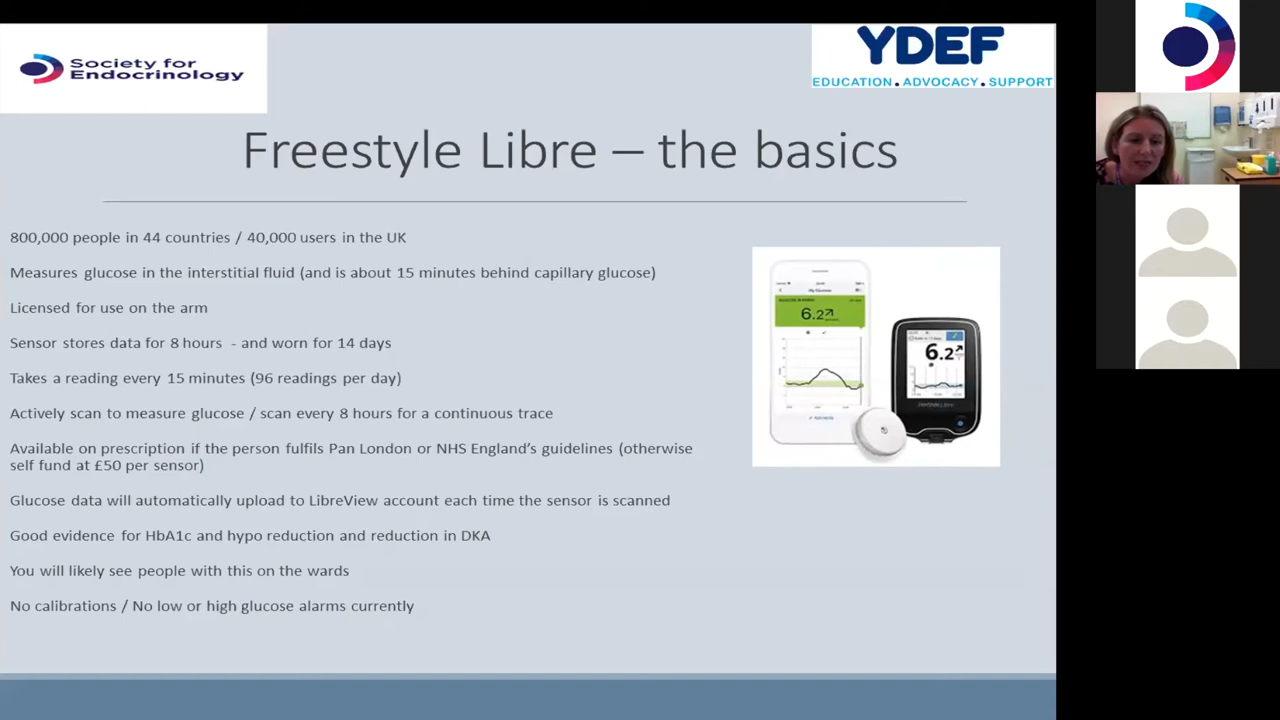 Society for
Endocrinology
YDEF
EDUCATION . ADVOCACY . SUPPORT
Freestyle Libre – the basics
800,000 people in 44 countries / 40,000 users in the UK
Measures glucose in the interstitial fluid (and is about 15 minutes behind capillary glucose)
Licensed for use on the arm
Sensor stores data for 8 hours  - and worn for 14 days
Takes a reading every 15 minutes (96 readings per day)
Actively scan to measure glucose / scan every 8 hours for a continuous trace
Available on prescription if the person fulfils Pan London or NHS England’s guidelines (otherwise
self fund at £50 per sensor)
Glucose data will automatically upload to LibreView account each time the sensor is scanned
Good evidence for HbA1c and hypo reduction and reduction in DKA
You will likely see people with this on the wards
No calibrations / No low or high glucose alarms currently
My Glucose
6.2
6.2